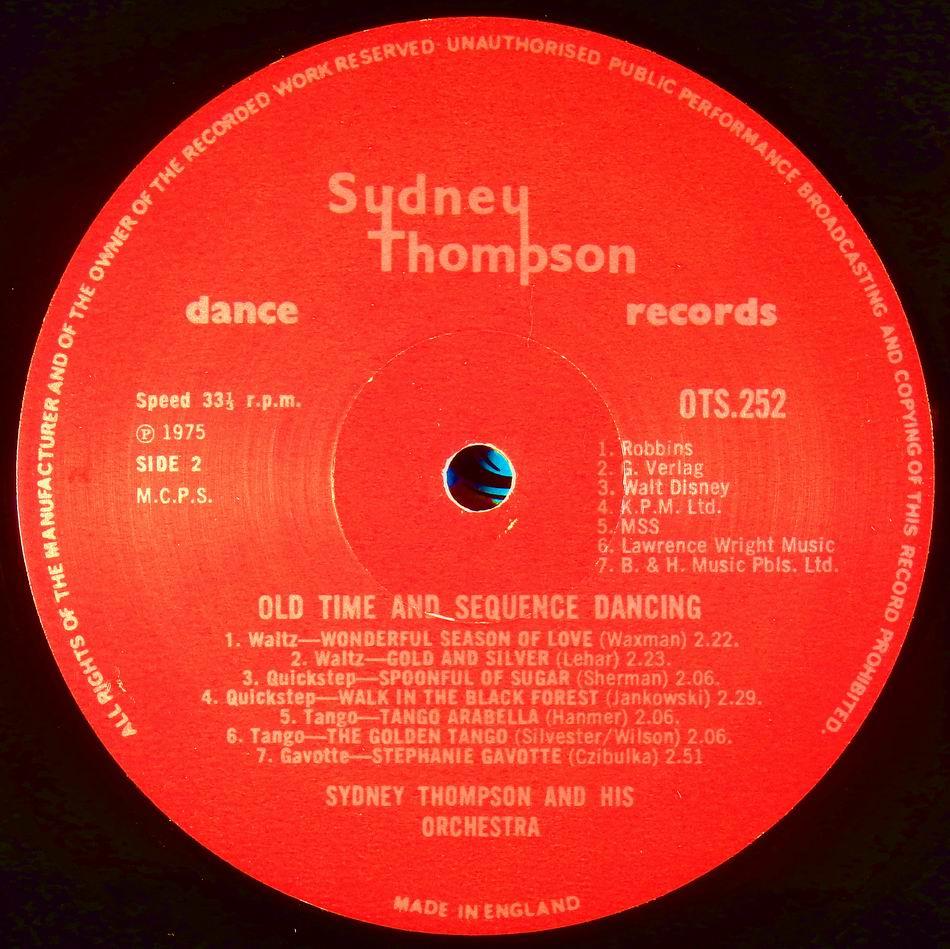 ALL RIGHTS OF THE MANUFACTURER AND OF THE OWNER OF THE RECORDED WORK RESERVED · UNAUTHORISED PUBLIC PERFORMANCE BROADCASTING AND COPYING OF THIS RECORD PROHIBITED.
Sydney
Thompson
dance records
Speed 33⅓ r.p.m.
Ⓟ 1975
SIDE 2
M.C.P.S.
OTS.252
1. Robbins
2. G. Verlag
3. Walt Disney
4. K.P.M. Ltd.
5. MSS
6. Lawrence Wright Music
7. B. & H. Music Pbls. Ltd.
OLD TIME AND SEQUENCE DANCING
1. Waltz—WONDERFUL SEASON OF LOVE (Waxman) 2.22.
2. Waltz—GOLD AND SILVER (Lehar) 2.23.
3. Quickstep—SPOONFUL OF SUGAR (Sherman) 2.06.
4. Quickstep—WALK IN THE BLACK FOREST (Jankowski) 2.29.
5. Tango—TANGO ARABELLA (Hanmer) 2.06.
6. Tango—THE GOLDEN TANGO (Silvester/Wilson) 2.06.
7. Gavotte—STEPHANIE GAVOTTE (Czibulka) 2.51
SYDNEY THOMPSON AND HIS
ORCHESTRA
MADE IN ENGLAND